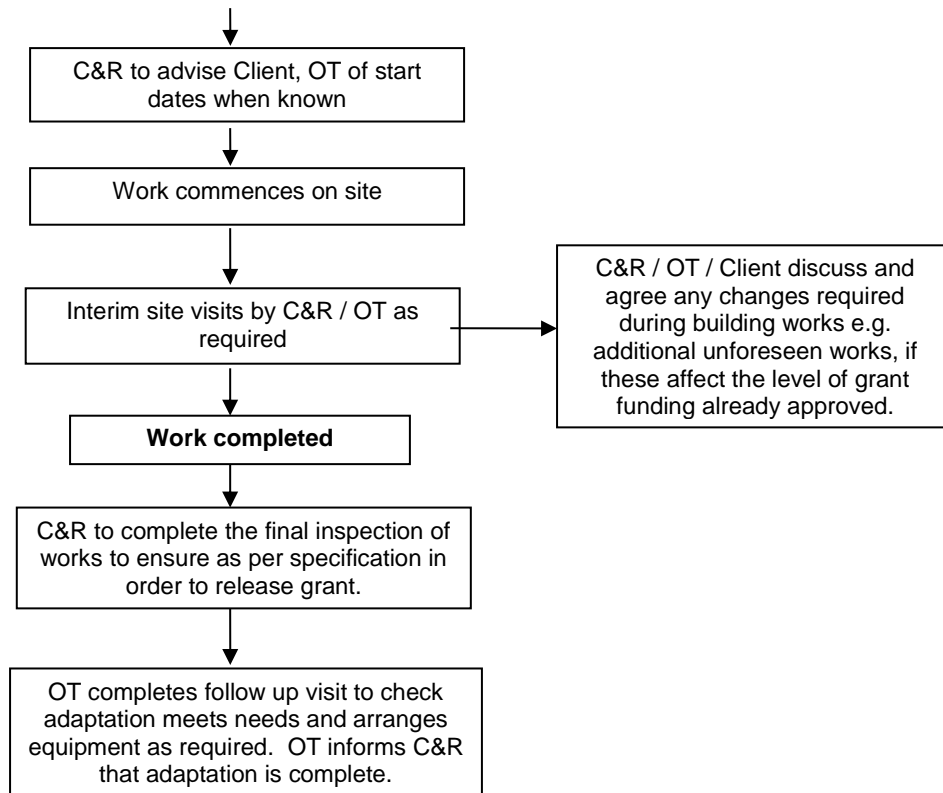 C&R to advise Client, OT of start
dates when known
Work commences on site
Interim site visits by C&R / OT as
required
C&R / OT / Client discuss and
agree any changes required
during building works e.g.
additional unforeseen works, if
these affect the level of grant
funding already approved.
Work completed
C&R to complete the final inspection of
works to ensure as per specification in
order to release grant.
OT completes follow up visit to check
adaptation meets needs and arranges
equipment as required.  OT informs C&R
that adaptation is complete.